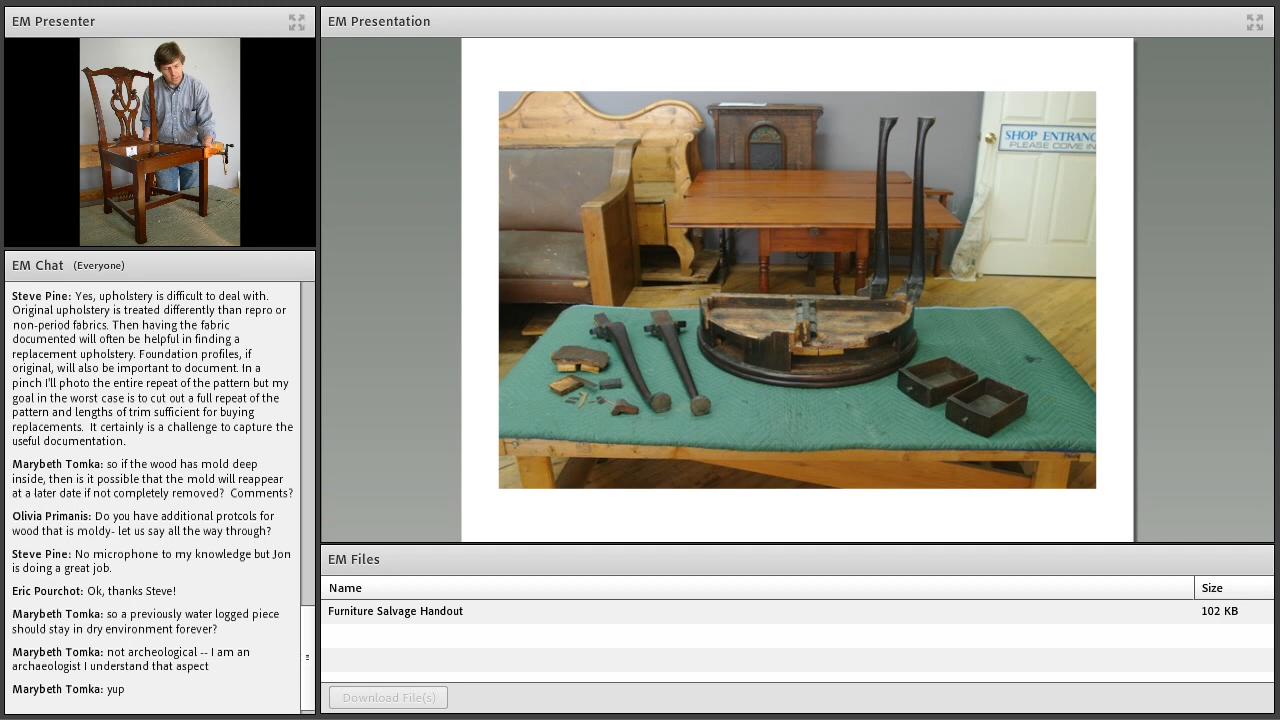 EM Presenter
EM Chat (Everyone)
Steve Pine: Yes, upholstery is difficult to deal with.
Original upholstery is treated differently than repro or
non-period fabrics. Then having the fabric
documented will often be helpful in finding a
replacement upholstery. Foundation profiles, if
original, will also be important to document. In a
pinch I'll photo the entire repeat of the pattern but my
goal in the worst case is to cut out a full repeat of the
pattern and lengths of trim sufficient for buying
replacements. It certainly is a challenge to capture the
useful documentation.
Marybeth Tomka: so if the wood has mold deep
inside, then is it possible that the mold will reappear
at a later date if not completely removed? Comments?
Olivia Primanis: Do you have additional protcols for
wood that is moldy- let us say all the way through?
Steve Pine: No microphone to my knowledge but Jon
is doing a great job.
Eric Pourchot: Ok, thanks Steve!
Marybeth Tomka: so a previously water logged piece
should stay in dry environment forever?
Marybeth Tomka: not archeological -- I am an
archaeologist I understand that aspect
Marybeth Tomka: yup
EM Presentation
SHOP ENTRANC
PLEASE COME IN
EM Files
Name Size
Furniture Salvage Handout 102 KB
Download File(s)